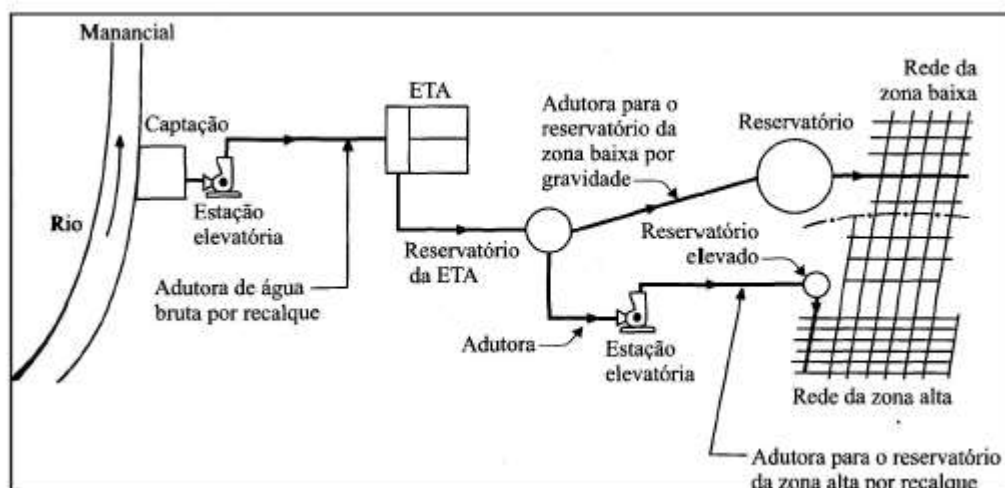 Manancial
Captação
Rio
Estação
elevatória
Adutora de água
bruta por recalque
ETA
Reservatório
da ETA
Adutora para o
reservatório da
zona baixa por
gravidade
Reservatório
Rede da
zona baixa
Reservatório
elevado
Adutora
Estação
elevatória
Rede da zona alta
Adutora para o reservatório
da zona alta por recalque